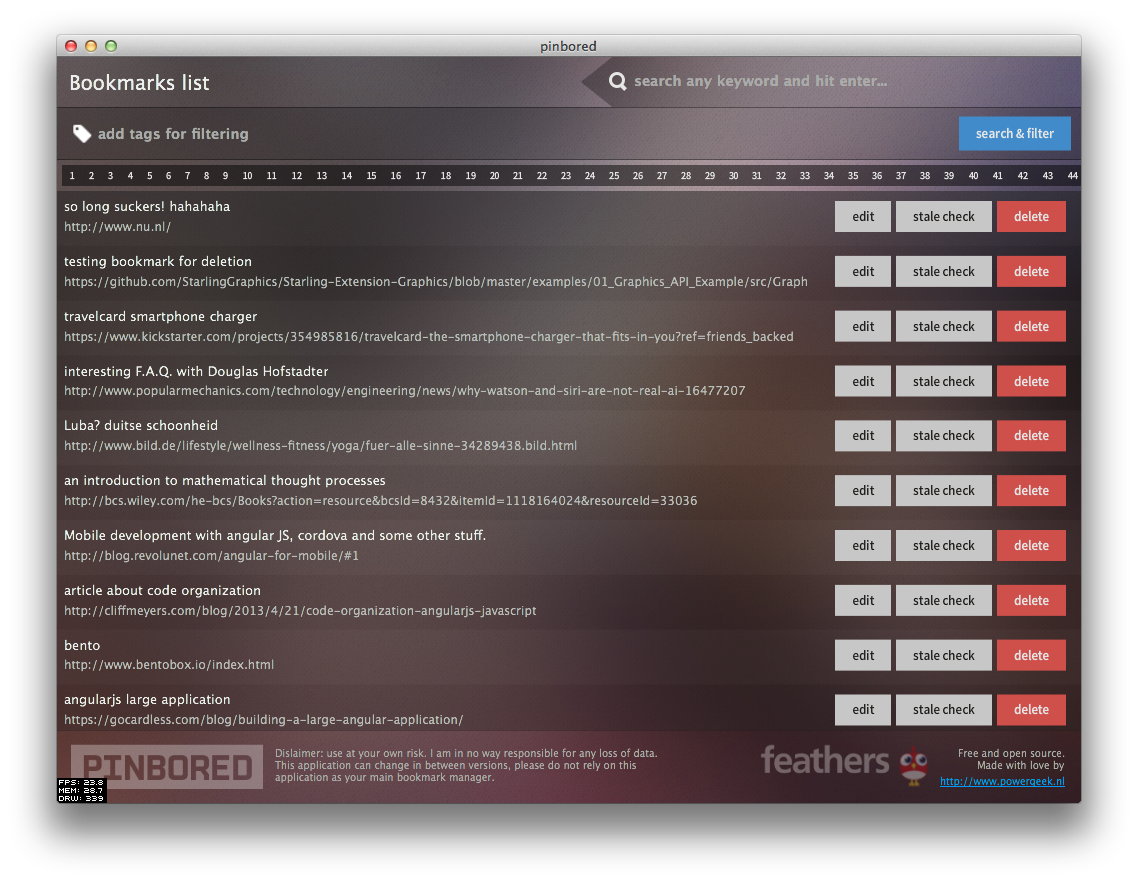 pinbored
Bookmarks list
search any keyword and hit enter...
add tags for filtering
search & filter
1 2 3 4 5 6 7 8 9 10 11 12 13 14 15 16 17 18 19 20 21 22 23 24 25 26 27 28 29 30 31 32 33 34 35 36 37 38 39 40 41 42 43 44
so long suckers! hahahaha
http://www.nu.nl/
edit stale check delete
testing bookmark for deletion
https://github.com/StarlingGraphics/Starling-Extension-Graphics/blob/master/examples/01_Graphics_API_Example/src/Graph
edit stale check delete
travelcard smartphone charger
https://www.kickstarter.com/projects/354985816/travelcard-the-smartphone-charger-that-fits-in-you?ref=friends_backed
edit stale check delete
interesting F.A.Q. with Douglas Hofstadter
http://www.popularmechanics.com/technology/engineering/news/why-watson-and-siri-are-not-real-ai-16477207
edit stale check delete
Luba? duitse schoonheid
http://www.bild.de/lifestyle/wellness-fitness/yoga/fuer-alle-sinne-34289438.bild.html
edit stale check delete
an introduction to mathematical thought processes
http://bcs.wiley.com/he-bcs/Books?action=resource&bcsId=8432&itemId=1118164024&resourceId=33036
edit stale check delete
Mobile development with angular JS, cordova and some other stuff.
http://blog.revolunet.com/angular-for-mobile/#1
edit stale check delete
article about code organization
http://cliffmeyers.com/blog/2013/4/21/code-organization-angularjs-javascript
edit stale check delete
bento
http://www.bentobox.io/index.html
edit stale check delete
angularjs large application
https://gocardless.com/blog/building-a-large-angular-application/
edit stale check delete
PINBORED
Dislaimer: use at your own risk. I am in no way responsible for any loss of data.
This application can change in between versions, please do not rely on this
application as your main bookmark manager.
feathers
Free and open source.
Made with love by
http://www.powergeek.nl
FPS: 23.8
MEM: 28.7
DRW: 339